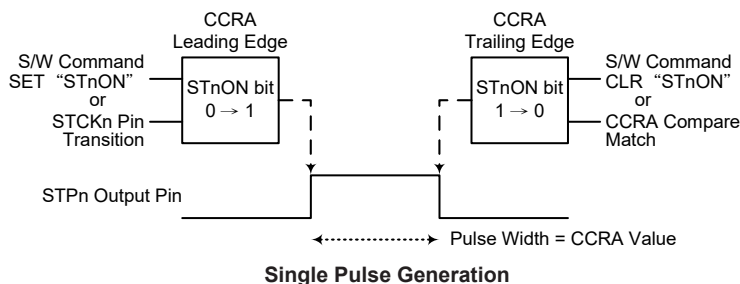 CCRA
Leading Edge
S/W Command
SET “STnON”
or
STCKn Pin
Transition
STnON bit
0 → 1
CCRA
Trailing Edge
STnON bit
1 → 0
S/W Command
CLR “STnON”
or
CCRA Compare
Match
STPn Output Pin
Pulse Width = CCRA Value
Single Pulse Generation